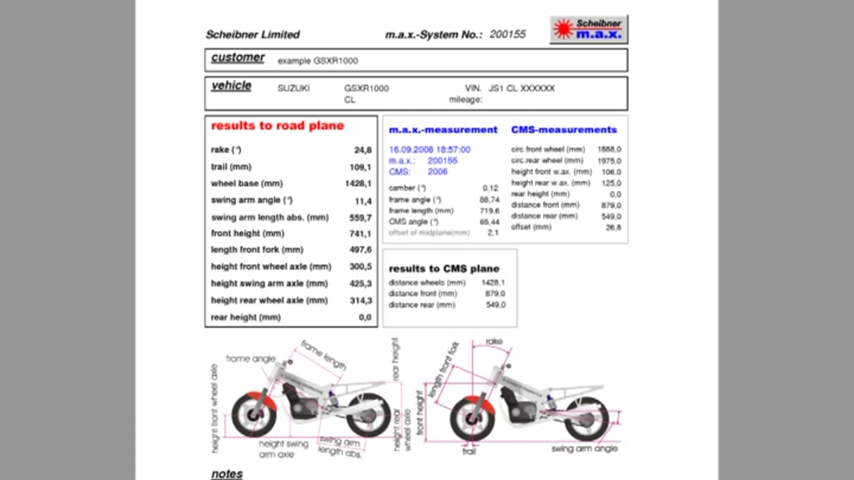 Scheibner Limited m.a.x.-System No.: 200155
Scheibner
m.a.x.
customer example GSXR1000
vehicle SUZUKI GSXR1000 VIN. JS1 CL XXXXXX
CL mileage:
results to road plane
rake (°) 24,8
trail (mm) 109,1
wheel base (mm) 1428,1
swing arm angle (°) 11,4
swing arm length abs. (mm) 559,7
front height (mm) 741,1
length front fork (mm) 497,6
height front wheel axle (mm) 300,5
height swing arm axle (mm) 425,3
height rear wheel axle (mm) 314,3
rear height (mm) 0,0
m.a.x.-measurement
16.09.2008 18:57:00
m.a.x.: 200155
CMS: 2006
camber (°) 0,12
frame angle (°) 88,74
frame length (mm) 719,6
CMS angle (°) 65,44
offset of midplane(mm) 2,1
CMS-measurements
circ.front wheel (mm) 1888,0
circ.rear wheel (mm) 1975,0
height front w.ax. (mm) 106,0
height rear w.ax. (mm) 125,0
rear height (mm) 0,0
distance front (mm) 879,0
distance rear (mm) 549,0
offset (mm) 26,8
results to CMS plane
distance wheels (mm) 1428,1
distance front (mm) 879,0
distance rear (mm) 549,0
frame angle
frame length
rear height
height front wheel axle
height swing
arm axle
swing arm
length abs.
height rear
wheel axle
rake
length front fork
front height
trail
swing arm angle
notes